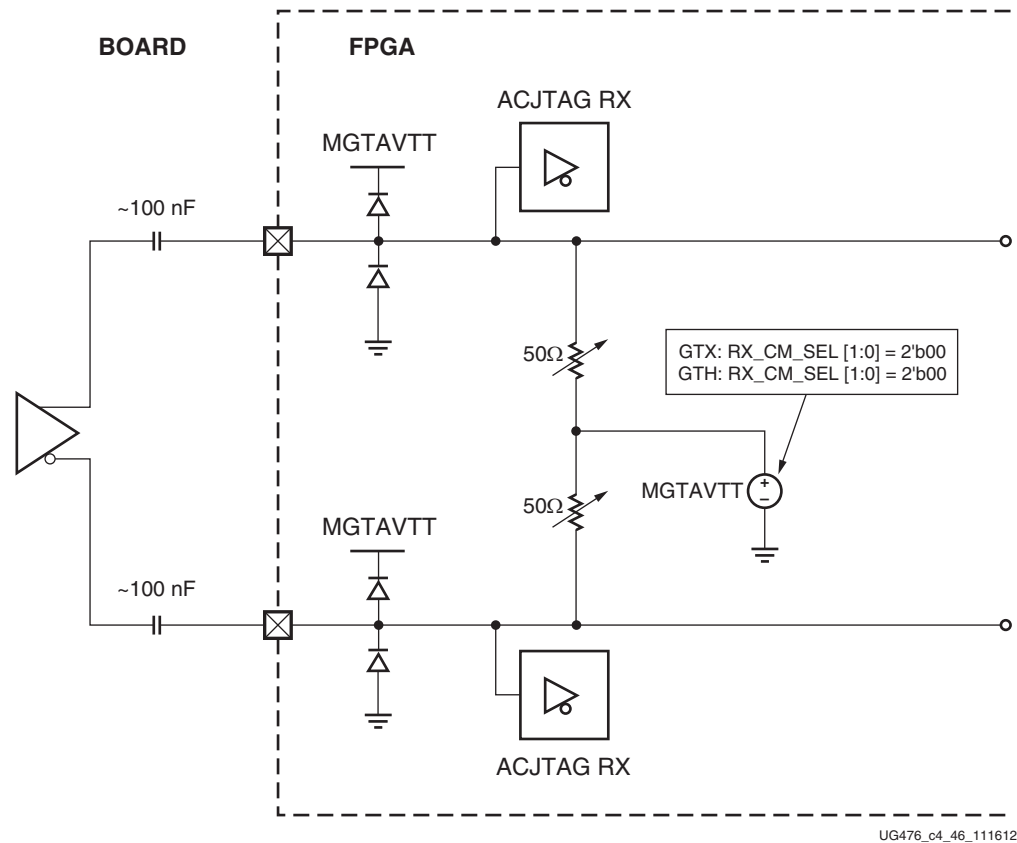 BOARD
FPGA
ACJTAG RX
MGTAVTT
~100 nF
50Ω
GTX: RX_CM_SEL [1:0] = 2'b00
GTH: RX_CM_SEL [1:0] = 2'b00
MGTAVTT
+
−
50Ω
MGTAVTT
~100 nF
ACJTAG RX
UG476_c4_46_111612